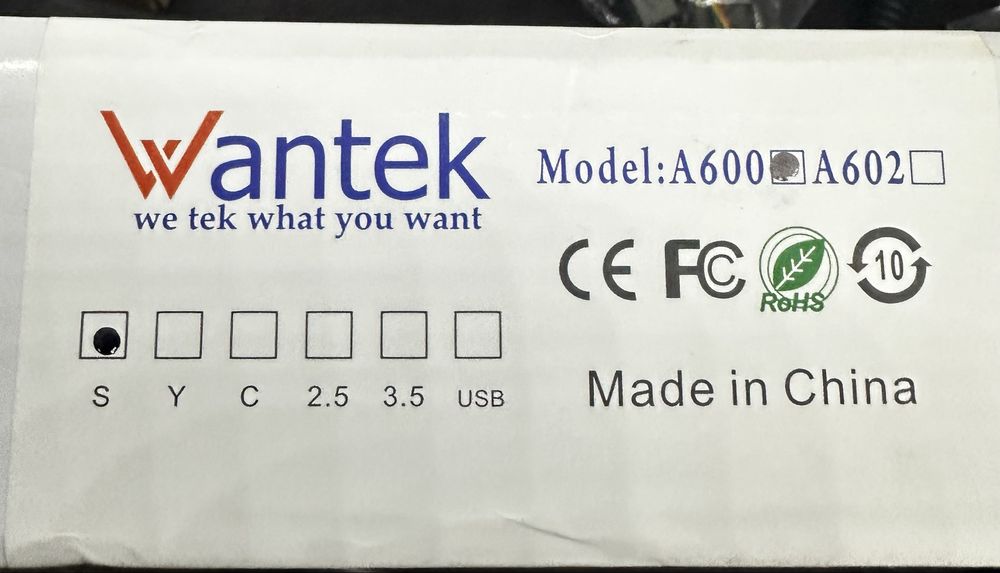 Wantek
we tek what you want
Model:A600 A602
CE FC
RoHS
10
S Y C 2.5 3.5 USB
Made in China